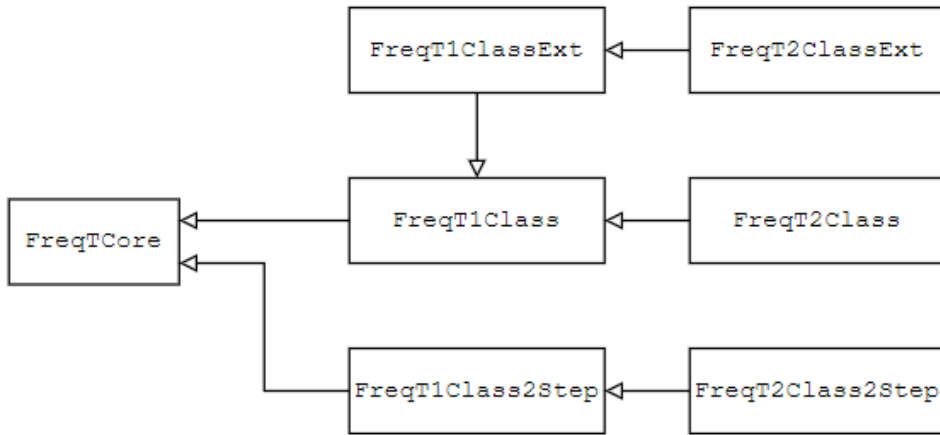 FreqT1ClassExt
FreqT2ClassExt
FreqT1Class
FreqT2Class
FreqTCore
FreqT1Class2Step
FreqT2Class2Step